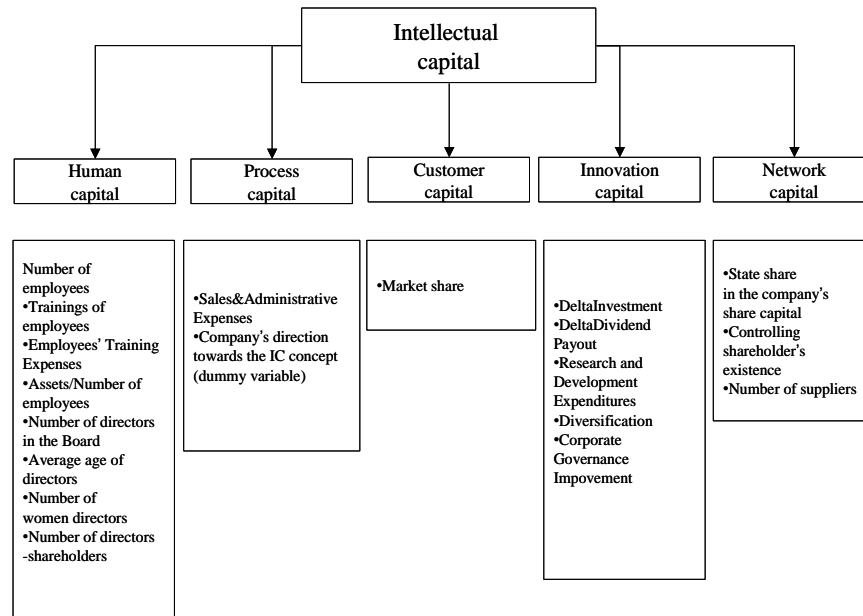 Intellectual
capital
Human
capital
Process
capital
Customer
capital
Innovation
capital
Network
capital
Number of
employees
•Trainings of
employees
•Employees’ Training
Expenses
•Assets/Number of
employees
•Number of directors
in the Board
•Average age of
directors
•Number of
women directors
•Number of directors
-shareholders
•Sales&Administrative
Expenses
•Company’s direction
towards the IC concept
(dummy variable)
•Market share
•DeltaInvestment
•DeltaDividend
Payout
•Research and
Development
Expenditures
•Diversification
•Corporate
Governance
Impovement
•State share
in the company’s
share capital
•Controlling
shareholder’s
existence
•Number of suppliers